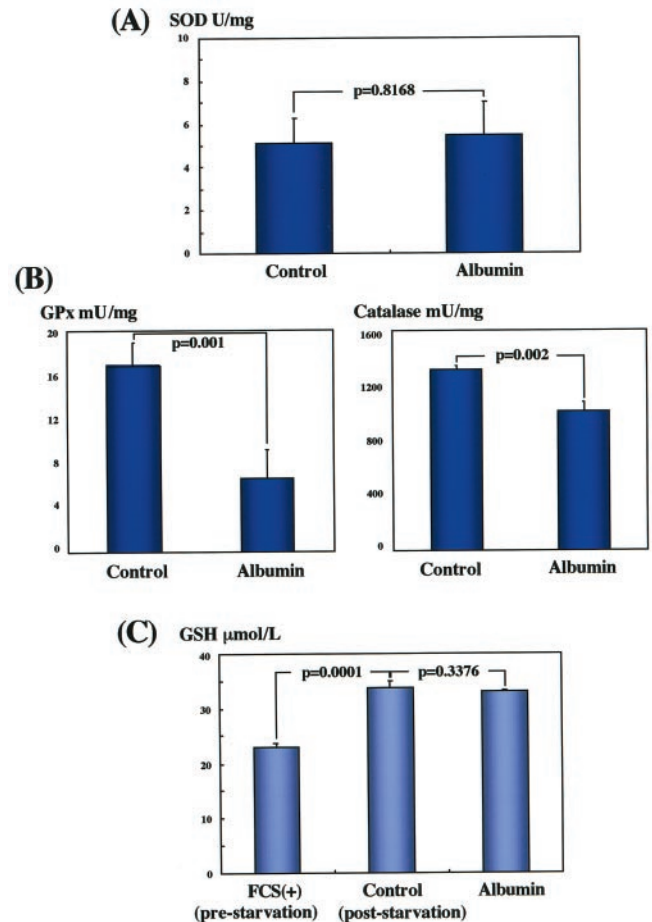 (A) SOD U/mg
10
8
6
4
2
0
p=0.8168
Control Albumin
(B)
GPx mU/mg
20
16
12
8
4
0
p=0.001
Control Albumin
Catalase mU/mg
1600
1200
800
400
0
p=0.002
Control Albumin
(C) GSH μmol/L
40
30
20
10
0
p=0.0001 p=0.3376
FCS(+) Control Albumin
(pre-starvation) (post-starvation)